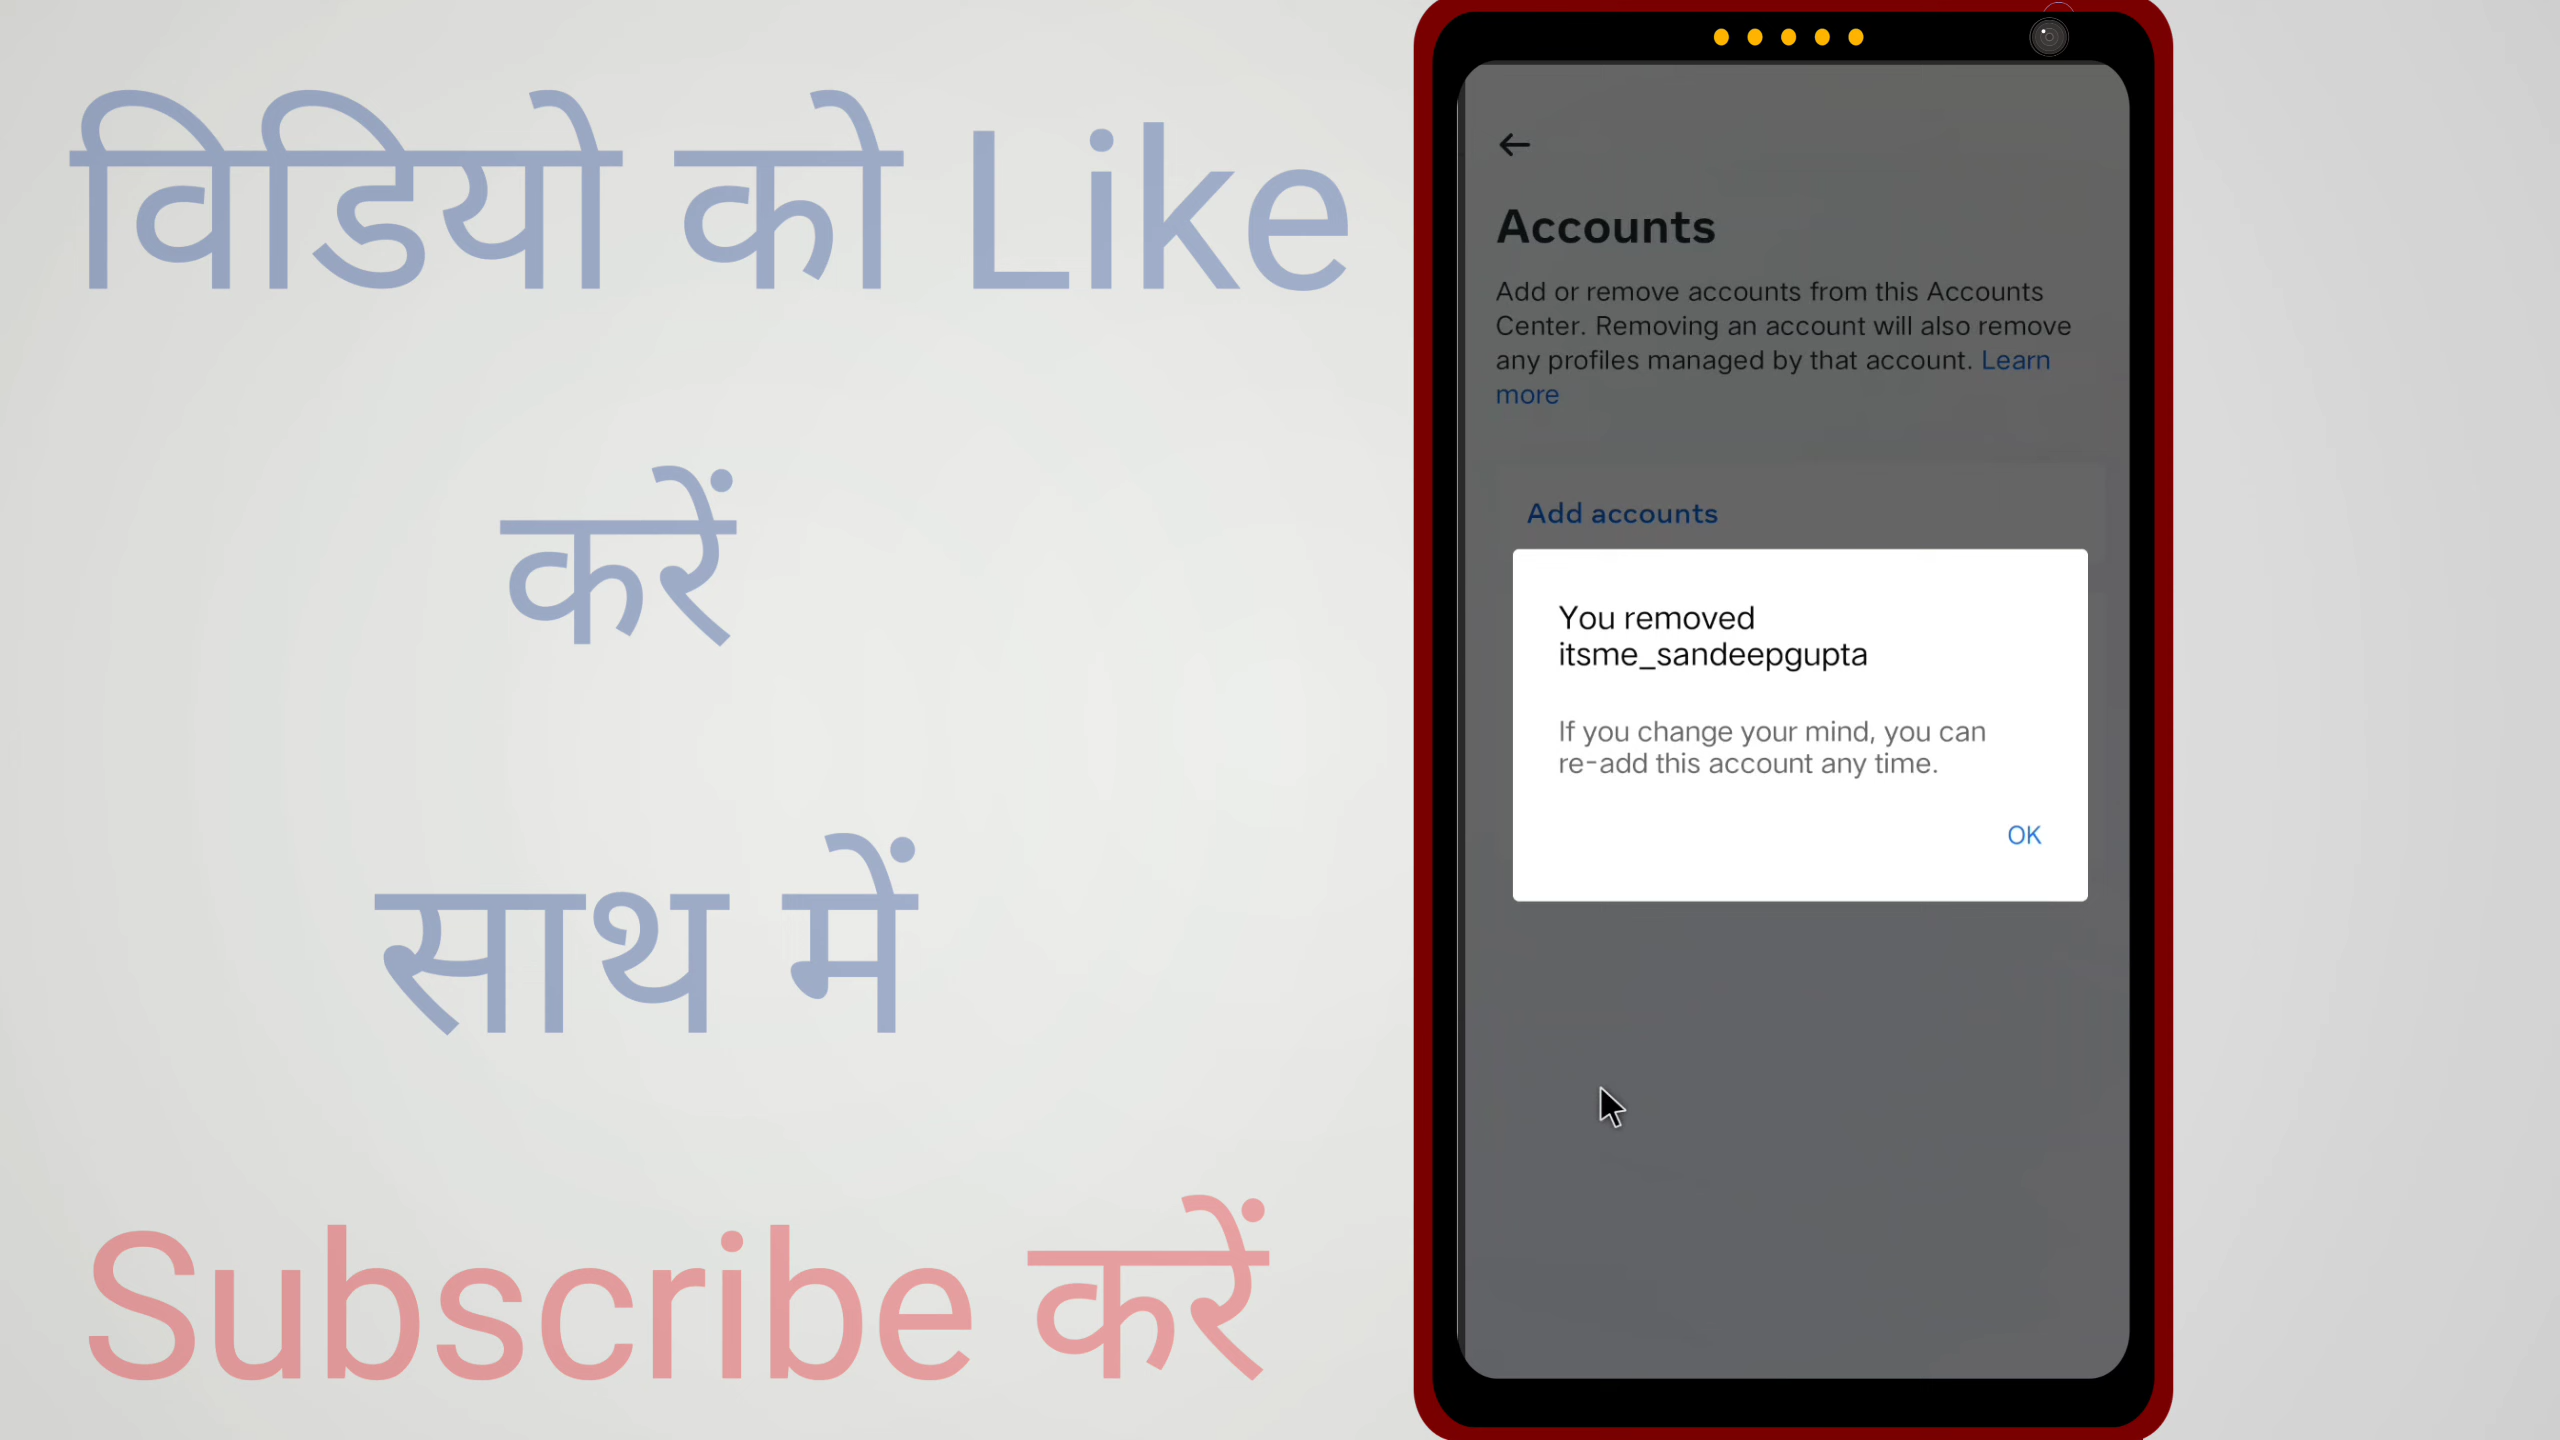 विडियो को Like
करें
साथ में
Subscribe करें
Accounts
Add or remove accounts from this Accounts
Center. Removing an account will also remove
any profiles managed by that account. Learn
more
Add accounts
You removed
itsme_sandeepgupta
If you change your mind, you can
re-add this account any time.
OK